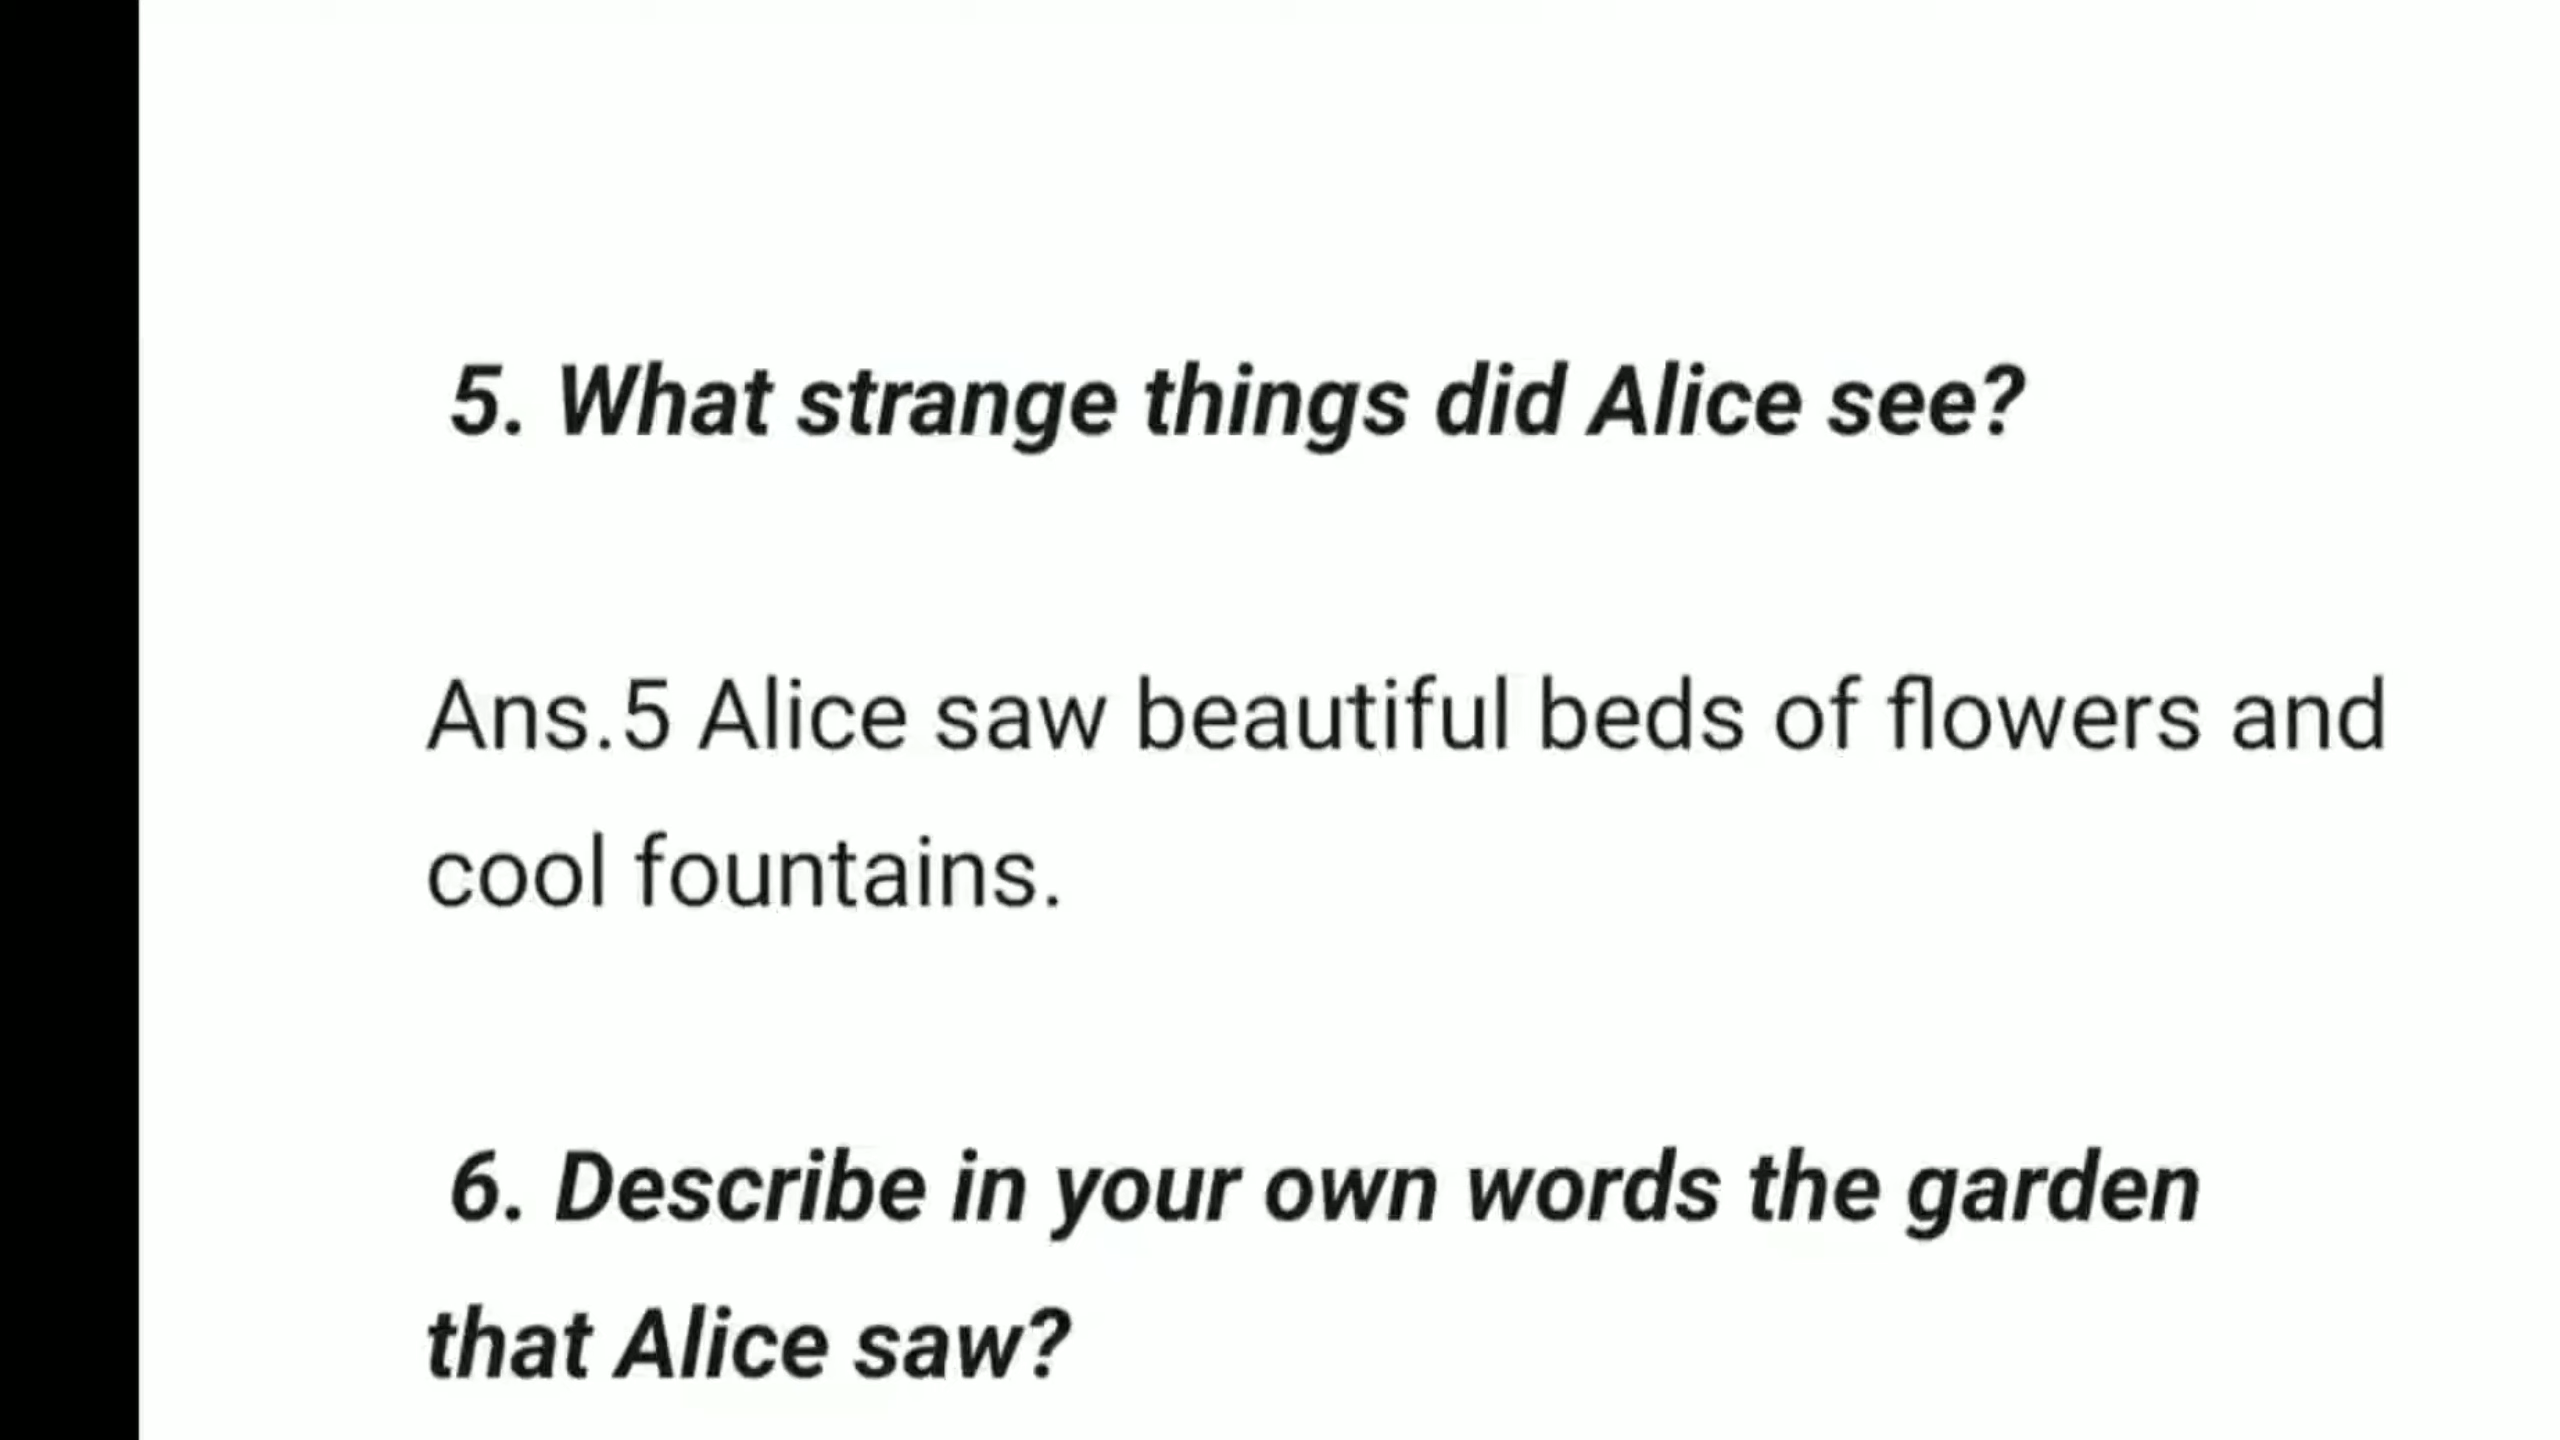 5. What strange things did Alice see?
Ans.5 Alice saw beautiful beds of flowers and
cool fountains.
6. Describe in your own words the garden
that Alice saw?